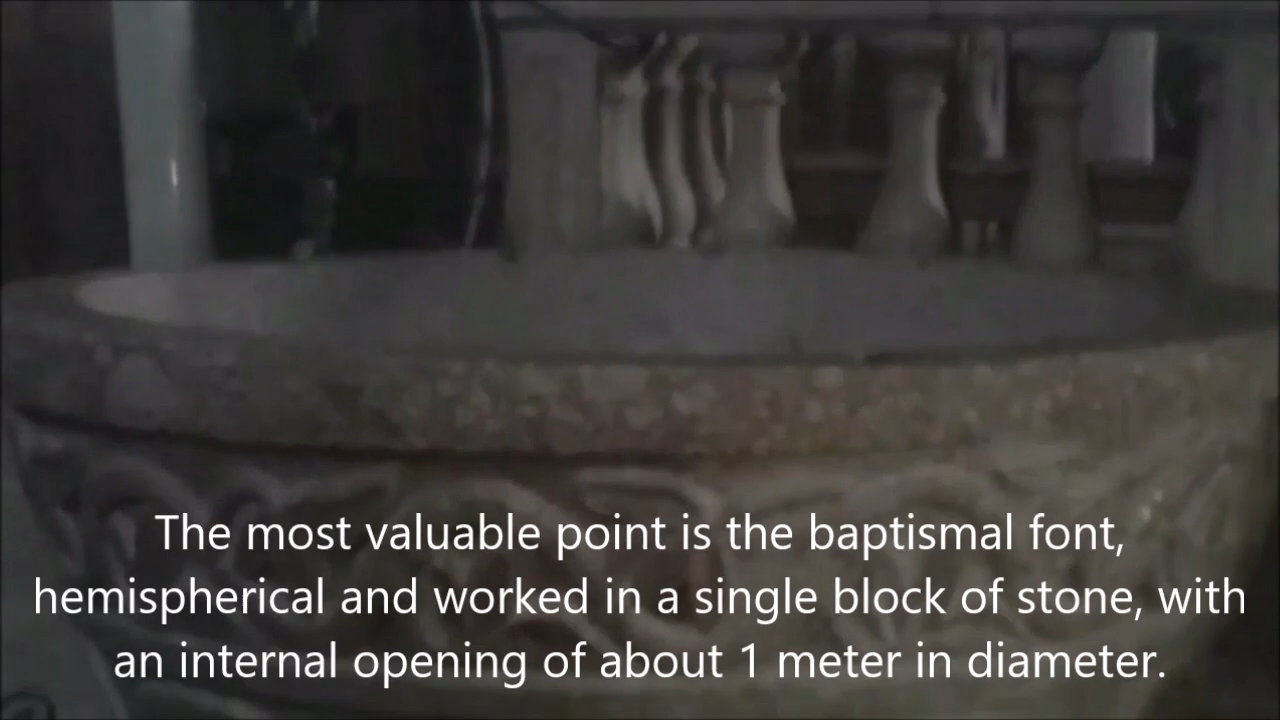 The most valuable point is the baptismal font,
hemispherical and worked in a single block of stone, with
an internal opening of about 1 meter in diameter.